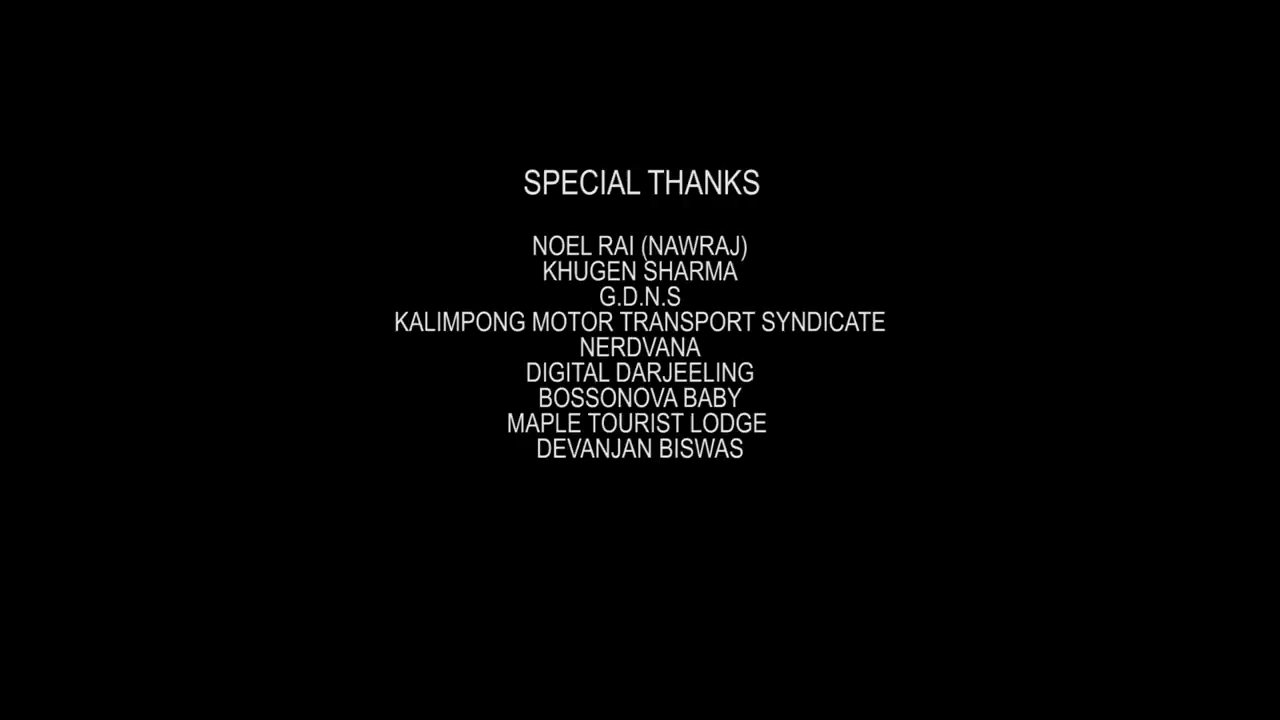 SPECIAL THANKS
NOEL RAI (NAWRAJ)
KHUGEN SHARMA
G.D.N.S
KALIMPONG MOTOR TRANSPORT SYNDICATE
NERDVANA
DIGITAL DARJEELING
BOSSONOVA BABY
MAPLE TOURIST LODGE
DEVANJAN BISWAS